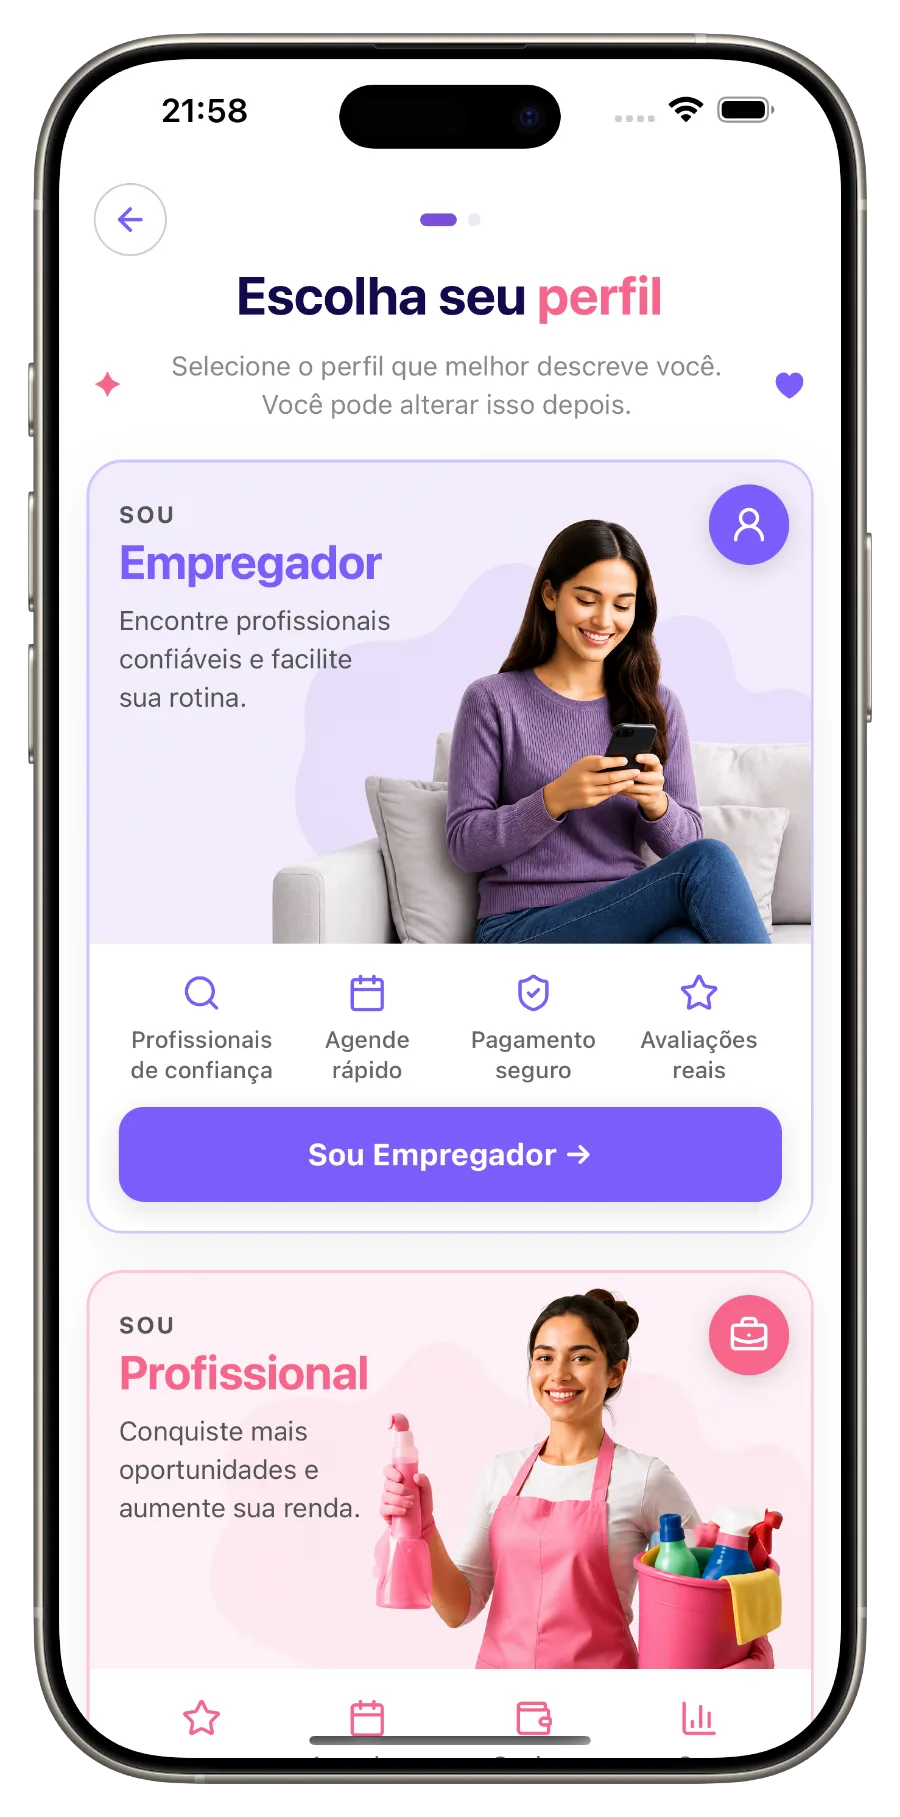 21:58
Escolha seu perfil
Selecione o perfil que melhor descreve você.
Você pode alterar isso depois.
SOU
Empregador
Encontre profissionais
confiáveis e facilite
sua rotina.
Profissionais
de confiança
Agende
rápido
Pagamento
seguro
Avaliações
reais
Sou Empregador →
SOU
Profissional
Conquiste mais
oportunidades e
aumente sua renda.